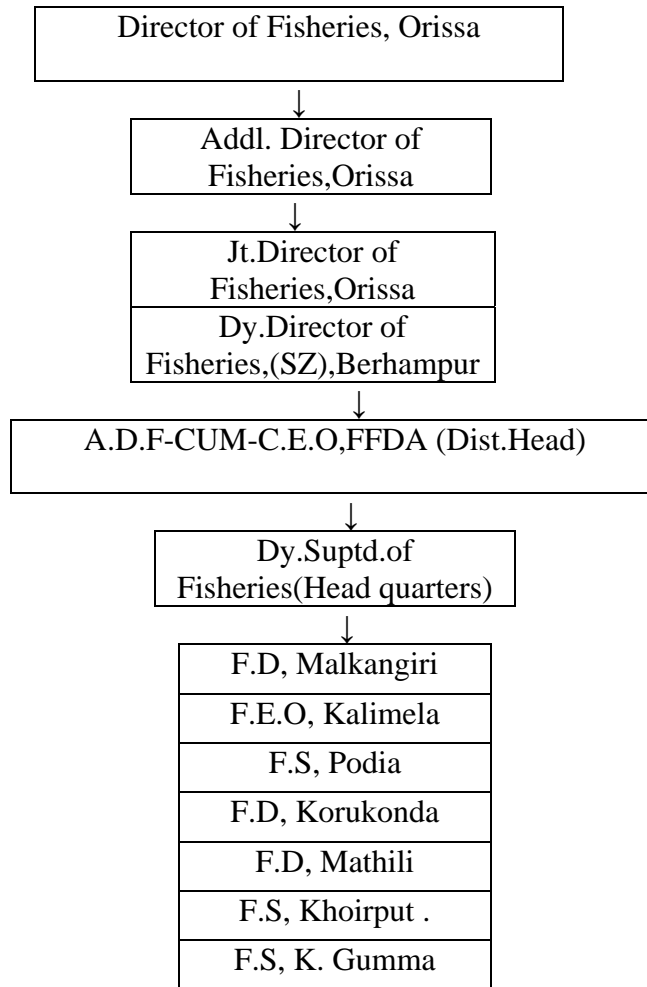 Director of Fisheries, Orissa
↓
Addl. Director of
Fisheries,Orissa
↓
Jt.Director of
Fisheries,Orissa
Dy.Director of
Fisheries,(SZ),Berhampur
↓
A.D.F-CUM-C.E.O,FFDA (Dist.Head)
↓
Dy.Suptd.of
Fisheries(Head quarters)
↓
F.D, Malkangiri
F.E.O, Kalimela
F.S, Podia
F.D, Korukonda
F.D, Mathili
F.S, Khoirput .
F.S, K. Gumma